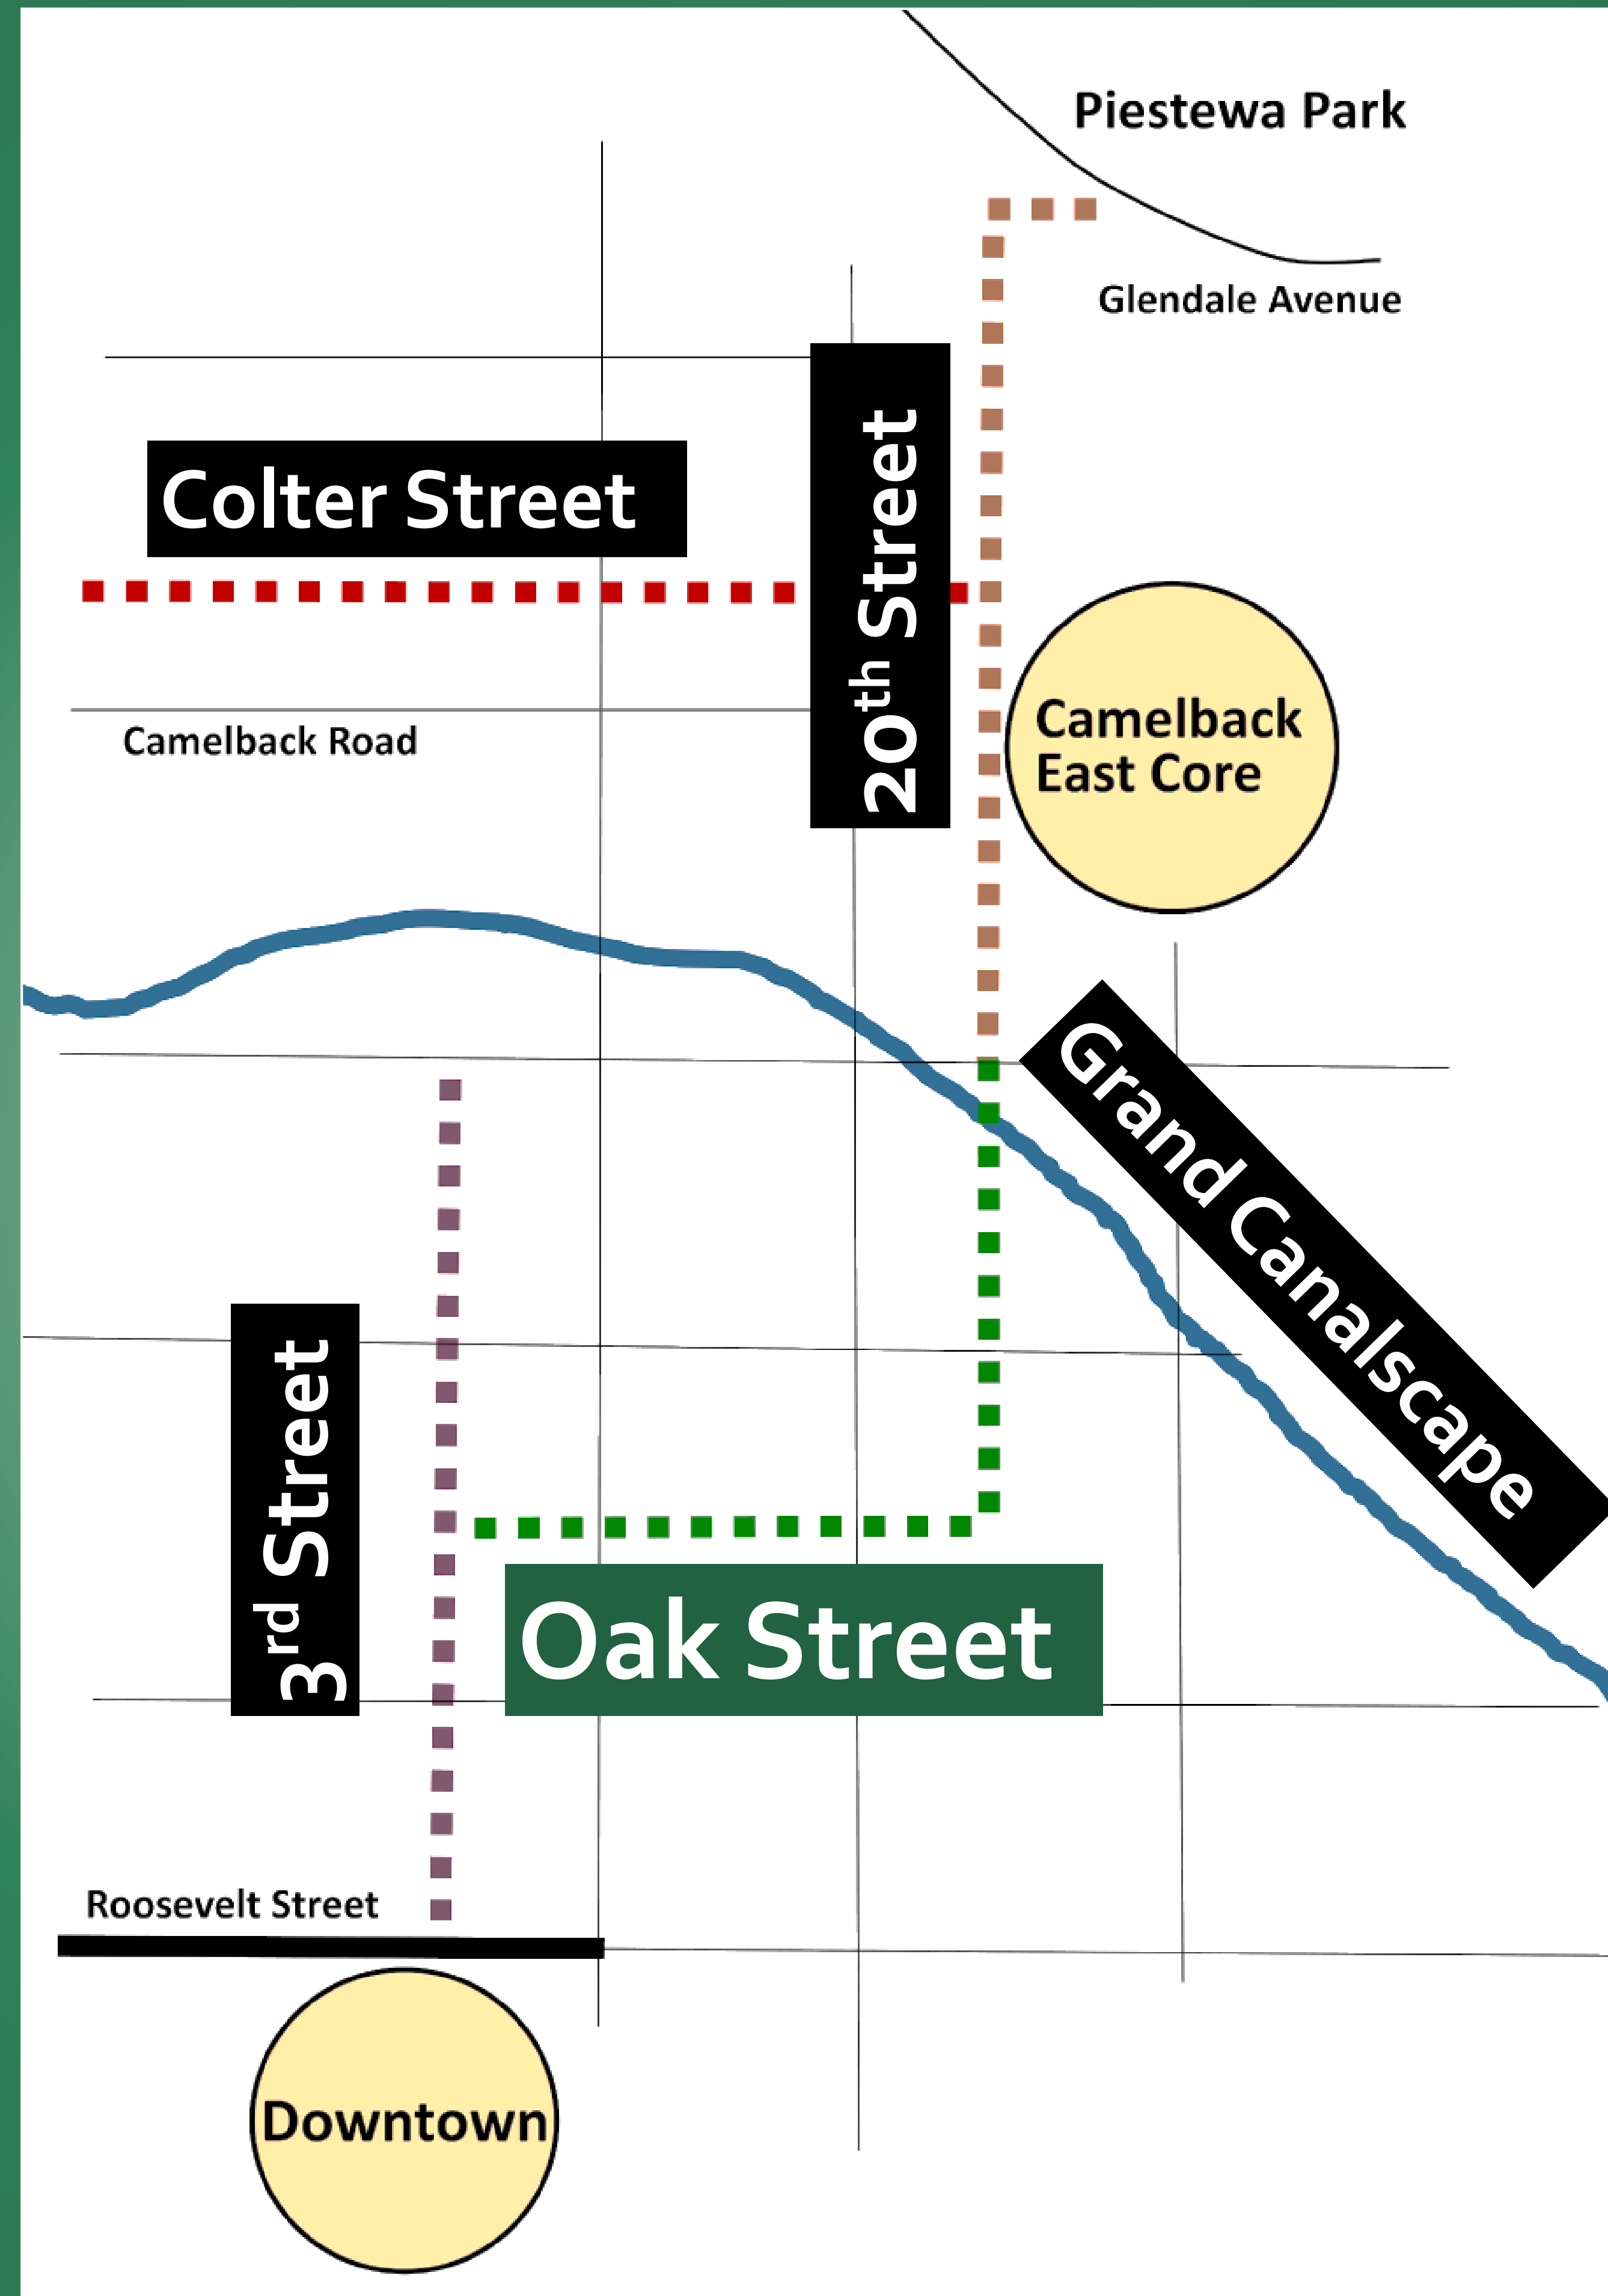 Piestewa Park
Glendale Avenue
Colter Street
20th Street
Camelback Road
Camelback
East Core
Grand Canalscape
3rd Street
Oak Street
Roosevelt Street
Downtown